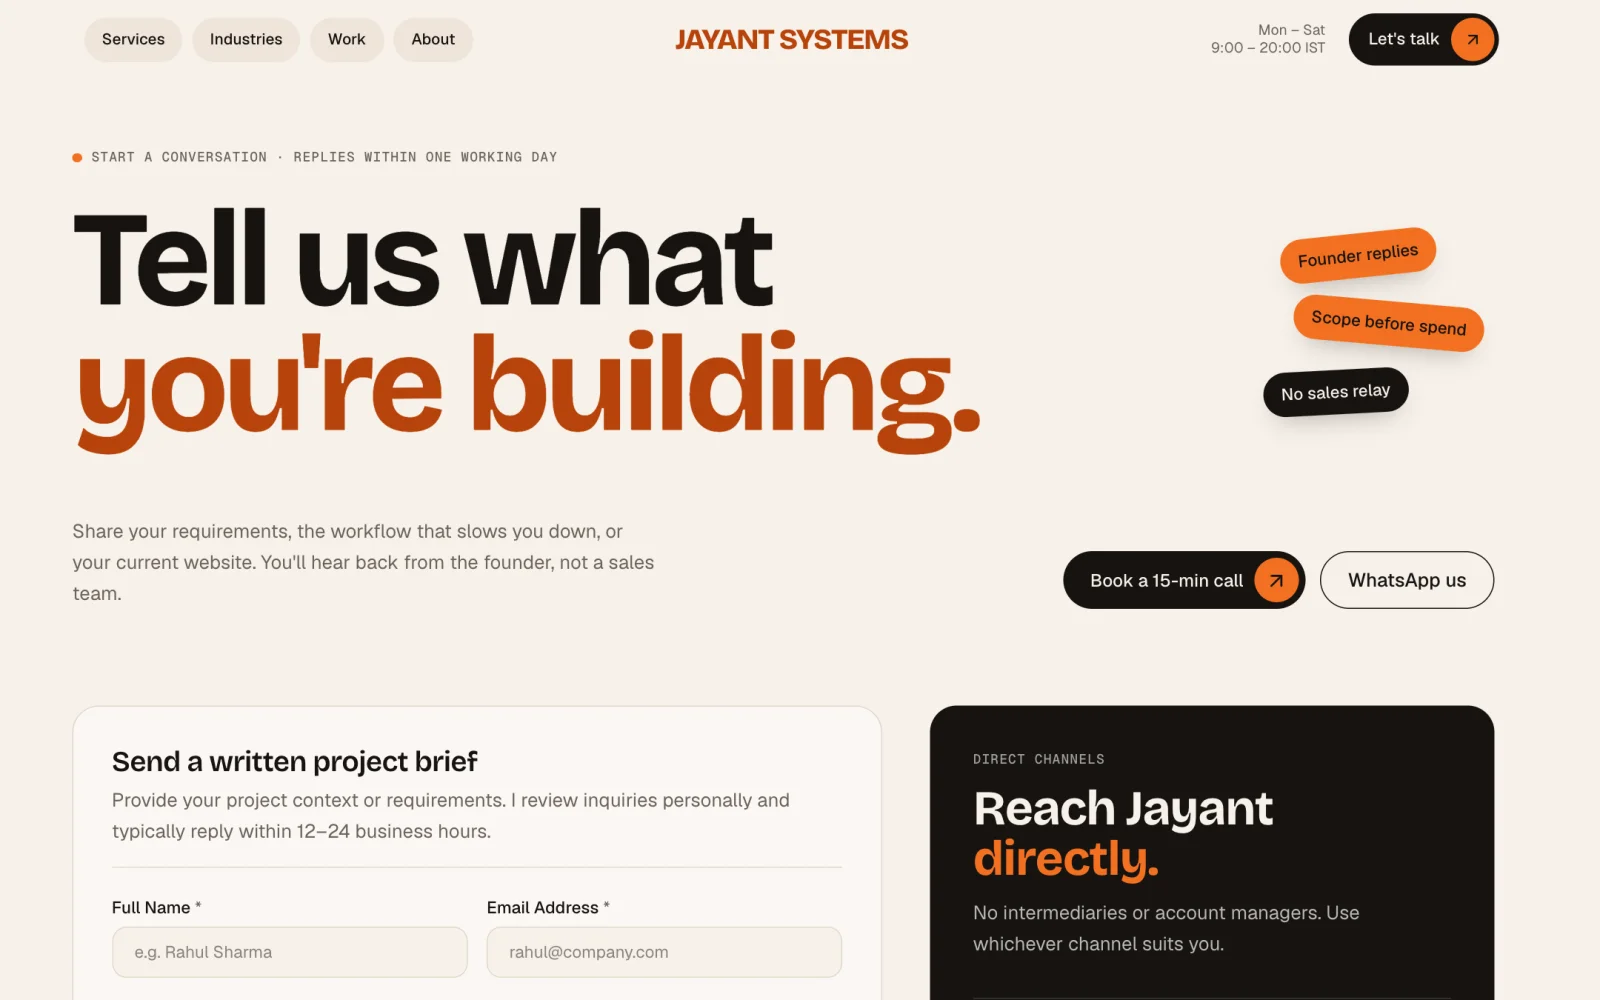 Services
Industries
Work
About
JAYANT SYSTEMS
Mon – Sat
9:00 – 20:00 IST
Let's talk
START A CONVERSATION · REPLIES WITHIN ONE WORKING DAY
Tell us what
you're building.
Founder replies
Scope before spend
No sales relay
Share your requirements, the workflow that slows you down, or
your current website. You'll hear back from the founder, not a sales
team.
Book a 15-min call
WhatsApp us
Send a written project brief
Provide your project context or requirements. I review inquiries personally and
typically reply within 12–24 business hours.
Full Name *
Email Address *
e.g. Rahul Sharma
rahul@company.com
DIRECT CHANNELS
Reach Jayant
directly.
No intermediaries or account managers. Use
whichever channel suits you.